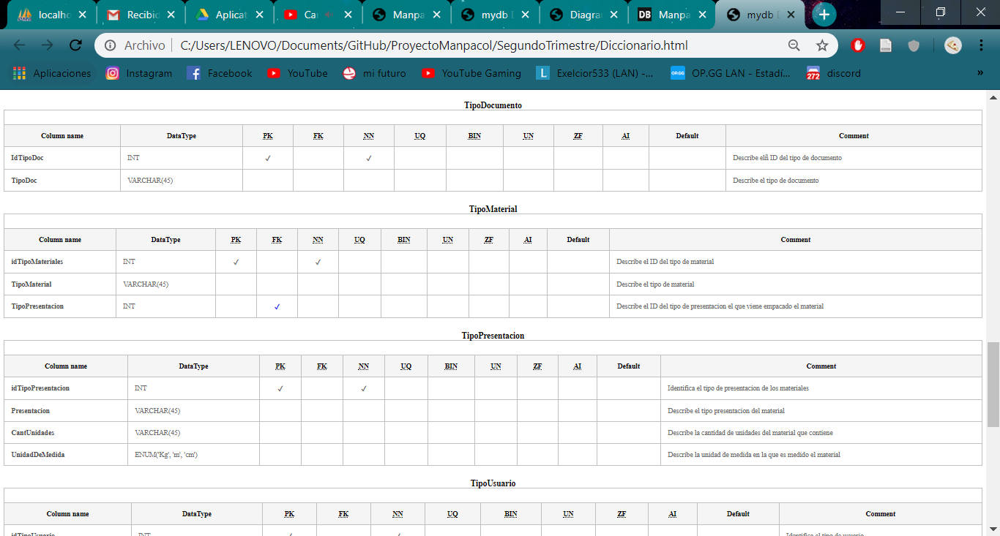 localho
Recibid
Aplicat
Ca
Manpa
mydb D
Diagra
DB Manpa
mydb D
Archivo C:/Users/LENOVO/Documents/GitHub/ProyectoManpacol/SegundoTrimestre/Diccionario.html
Aplicaciones Instagram Facebook YouTube mi futuro YouTube Gaming L Exelcior533 (LAN) -... OP.GG OP.GG LAN - Estadí... 272 discord »
TipoDocumento
Column name DataType PK FK NN UQ BIN UN ZF AI Default Comment
IdTipoDoc INT ✓ ✓ Describe elñ ID del tipo de documento
TipoDoc VARCHAR(45) Describe el tipo de documento
TipoMaterial
Column name DataType PK FK NN UQ BIN UN ZF AI Default Comment
idTipoMateriales INT ✓ ✓ Describe el ID del tipo de material
TipoMaterial VARCHAR(45) Describe el tipo de material
TipoPresentacion INT ✓ Describe el ID del tipo de presentacion el que viene empacado el material
TipoPresentacion
Column name DataType PK FK NN UQ BIN UN ZF AI Default Comment
idTipoPresentacion INT ✓ ✓ Identifica el tipo de presentacion de los materiales
Presentacion VARCHAR(45) Describe el tipo presentacion del material
CantUnidades VARCHAR(45) Describe la cantidad de unidades del material que contiene
UnidadDeMedida ENUM('Kg', 'm', 'cm') Describe la unidad de medida en la que es medido el material
TipoUsuario
Column name DataType PK FK NN UQ BIN UN ZF AI Default Comment
idTipoUsuario INT ✓ ✓ Identifica el tipo de usuario